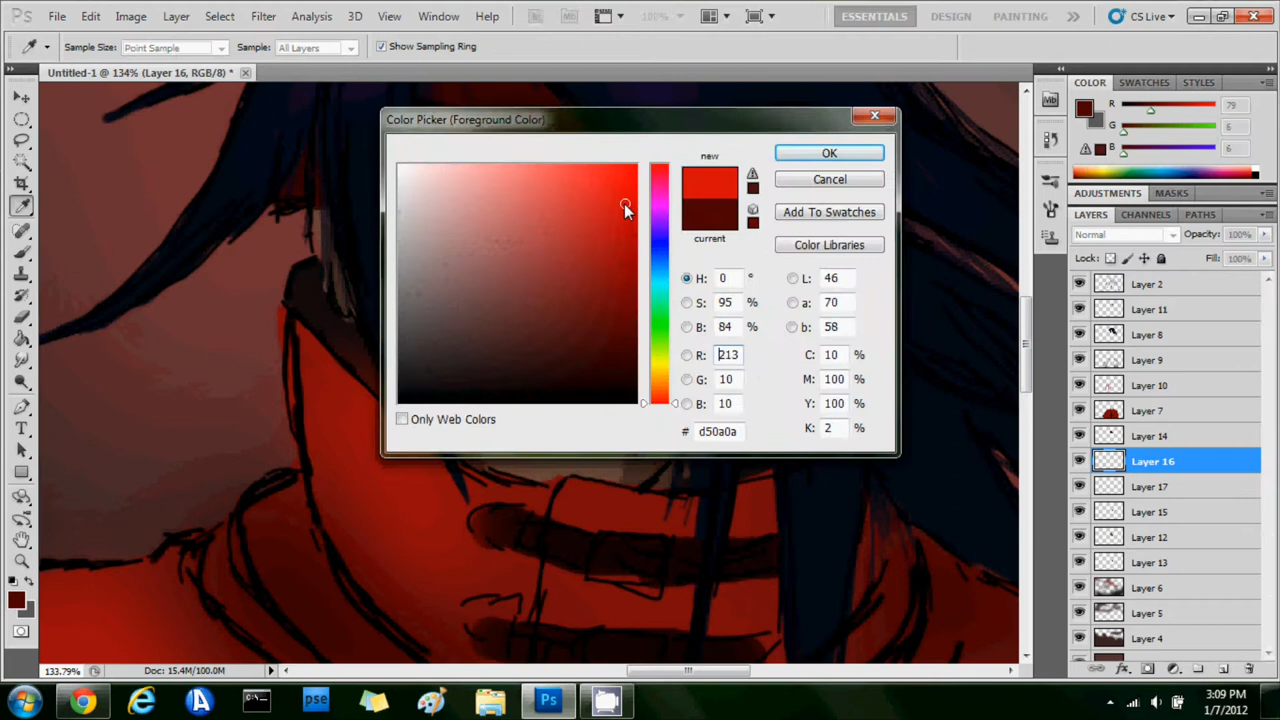 Ps File Edit Image Layer Select Filter Analysis 3D View Window Help Br Mb 100% ESSENTIALS DESIGN PAINTING CS Live
Sample Size: Point Sample Sample: All Layers Show Sampling Ring
Untitled-1 @ 134% (Layer 16, RGB/8) *
Color Picker (Foreground Color)
new
current
OK
Cancel
Add To Swatches
Color Libraries
H: 0 °
S: 95 %
B: 84 %
R: 213
G: 10
B: 10
# d50a0a
L: 46
a: 70
b: 58
C: 10 %
M: 100 %
Y: 100 %
K: 2 %
Only Web Colors
Mb
COLOR SWATCHES STYLES
R 79
G 6
B 6
ADJUSTMENTS MASKS
LAYERS CHANNELS PATHS
Normal Opacity: 100%
Lock: Fill: 100%
Layer 2
Layer 11
Layer 8
Layer 9
Layer 10
Layer 7
Layer 14
Layer 16
Layer 17
Layer 15
Layer 12
Layer 13
Layer 6
Layer 5
Layer 4
fx
T
133.79% Doc: 15.4M/100.0M
pse Ps
3:09 PM
1/7/2012